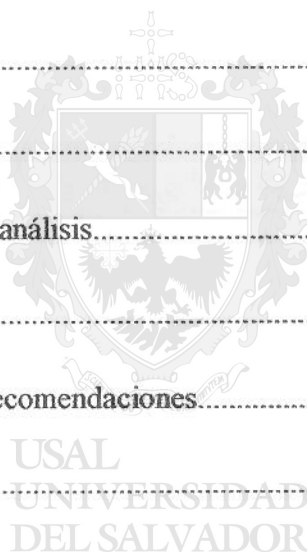 análisis
ecomendaciones
USAL
UNIVERSIDAD
DEL SALVADOR